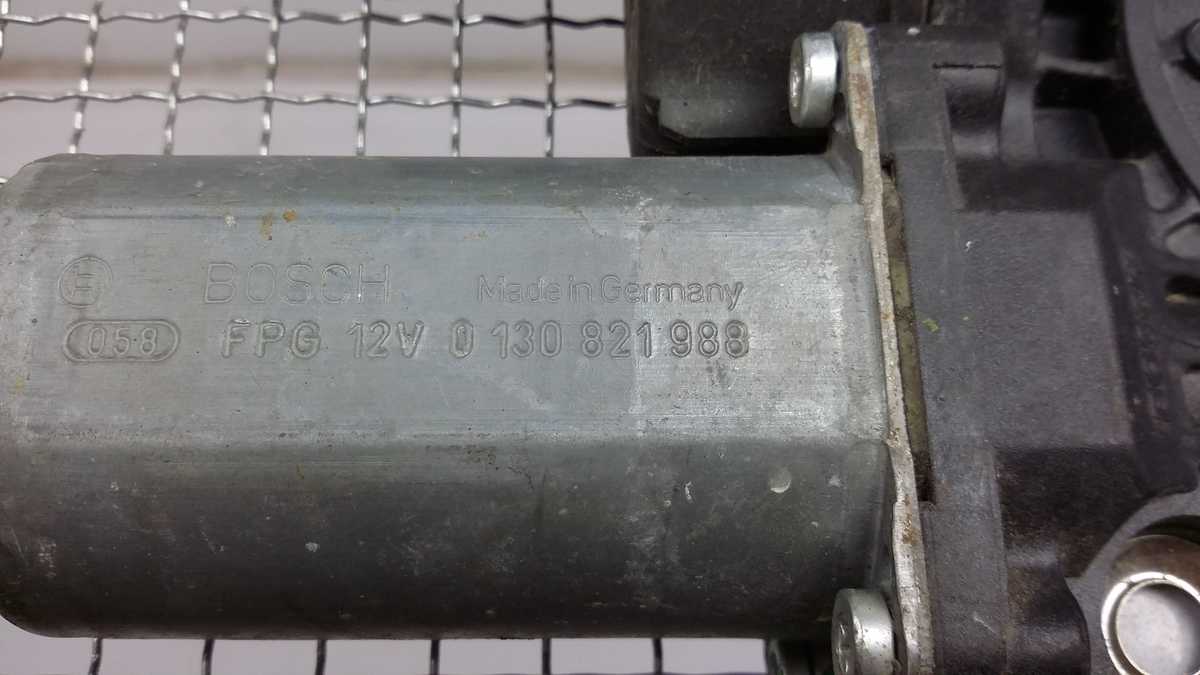 BOSCH Made in Germany
058 FPG 12V 0 130 821 988